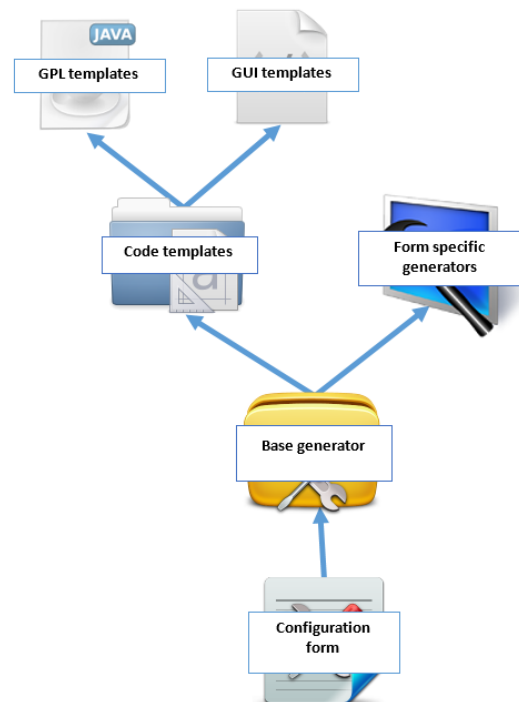 JAVA
GPL templates
GUI templates
Code templates
a
Form specific
generators
Base generator
Configuration
form